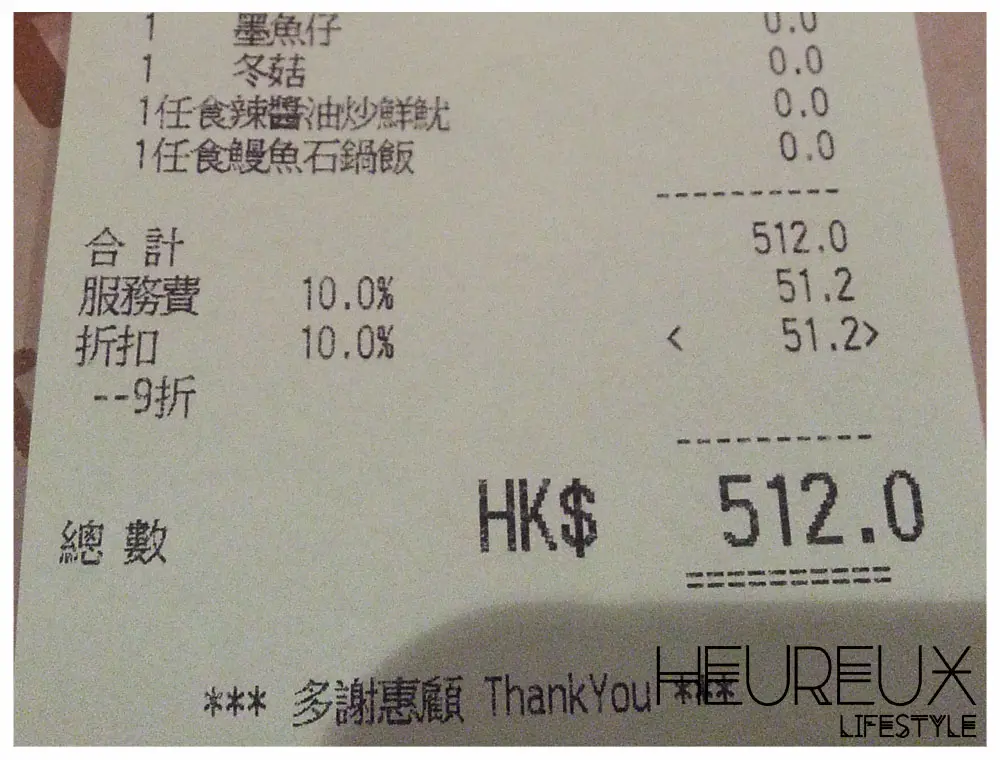 1 墨魚仔 0.0
1 冬菇 0.0
1任食辣醬油炒鮮魷 0.0
1任食鰻魚石鍋飯 0.0
----------
合 計 512.0
服務費 10.0% 51.2
折扣 10.0% < 51.2>
--9折
----------
總 數 HK$ 512.0
==========
*** 多謝惠顧 ThankYou ***
HEUREUX
LIFESTYLE